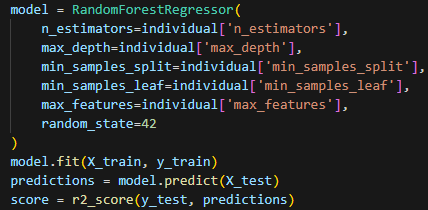 model = RandomForestRegressor(
    n_estimators=individual['n_estimators'],
    max_depth=individual['max_depth'],
    min_samples_split=individual['min_samples_split'],
    min_samples_leaf=individual['min_samples_leaf'],
    max_features=individual['max_features'],
    random_state=42
)
model.fit(X_train, y_train)
predictions = model.predict(X_test)
score = r2_score(y_test, predictions)